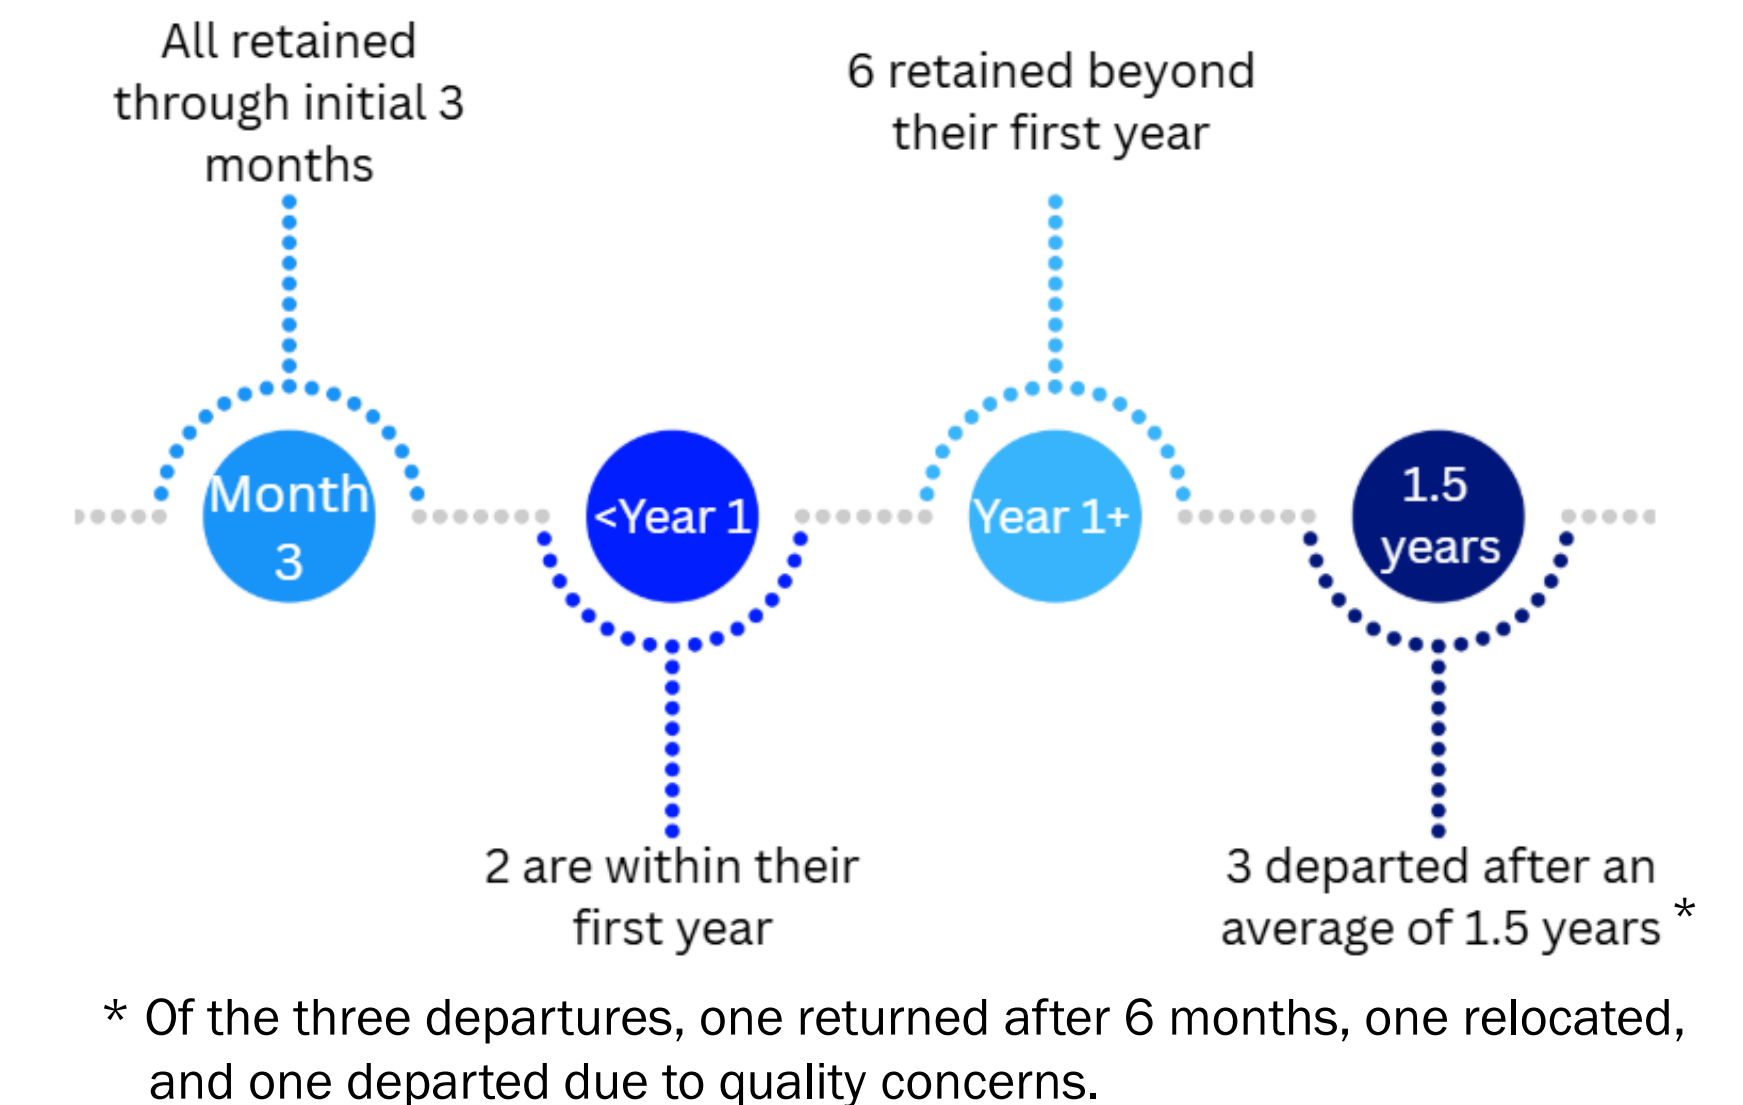 All retained
through initial 3
months
6 retained beyond
their first year
Month
3
<Year 1
Year 1+
1.5
years
2 are within their
first year
3 departed after an
average of 1.5 years *
* Of the three departures, one returned after 6 months, one relocated,
and one departed due to quality concerns.